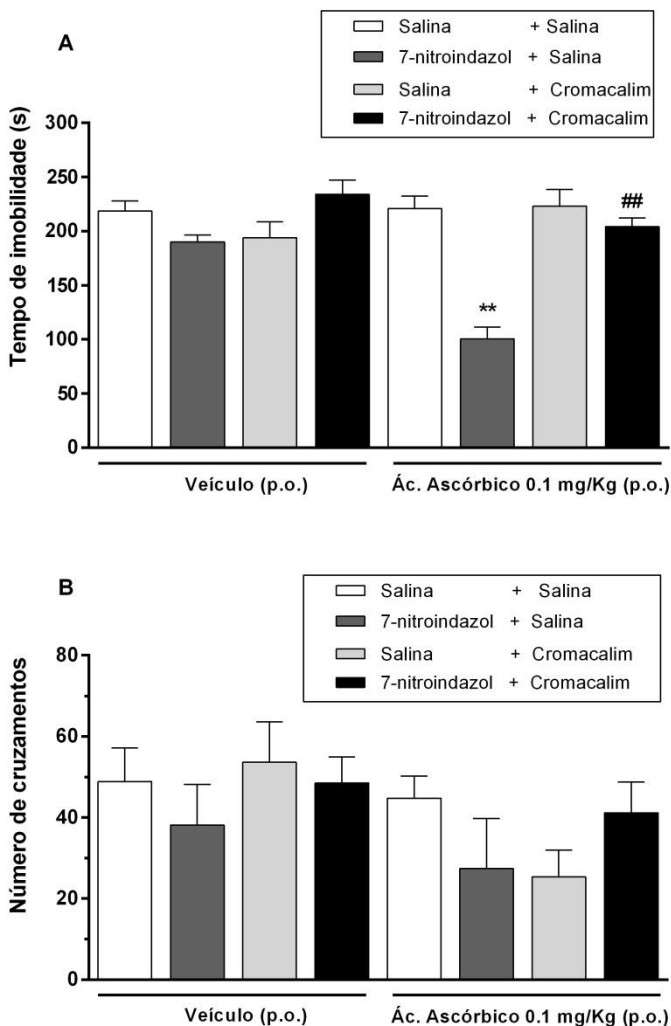 A
Salina + Salina
7-nitroindazol + Salina
Salina + Cromacalim
7-nitroindazol + Cromacalim
Tempo de imobilidade (s)
300
250
200
150
100
50
0
**
##
Veículo (p.o.)
Ác. Ascórbico 0.1 mg/Kg (p.o.)
B
Salina + Salina
7-nitroindazol + Salina
Salina + Cromacalim
7-nitroindazol + Cromacalim
Número de cruzamentos
80
60
40
20
0
Veículo (p.o.)
Ác. Ascórbico 0.1 mg/Kg (p.o.)